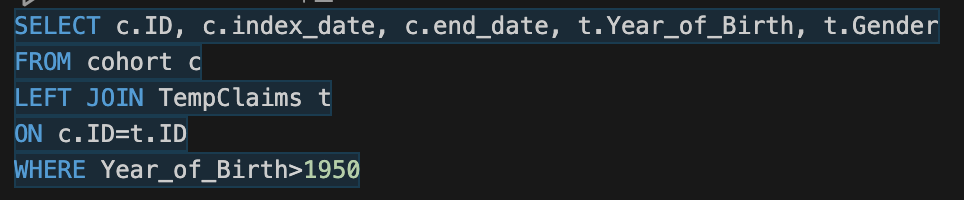 SELECT c.ID, c.index_date, c.end_date, t.Year_of_Birth, t.Gender
FROM cohort c
LEFT JOIN TempClaims t
ON c.ID=t.ID
WHERE Year_of_Birth>1950